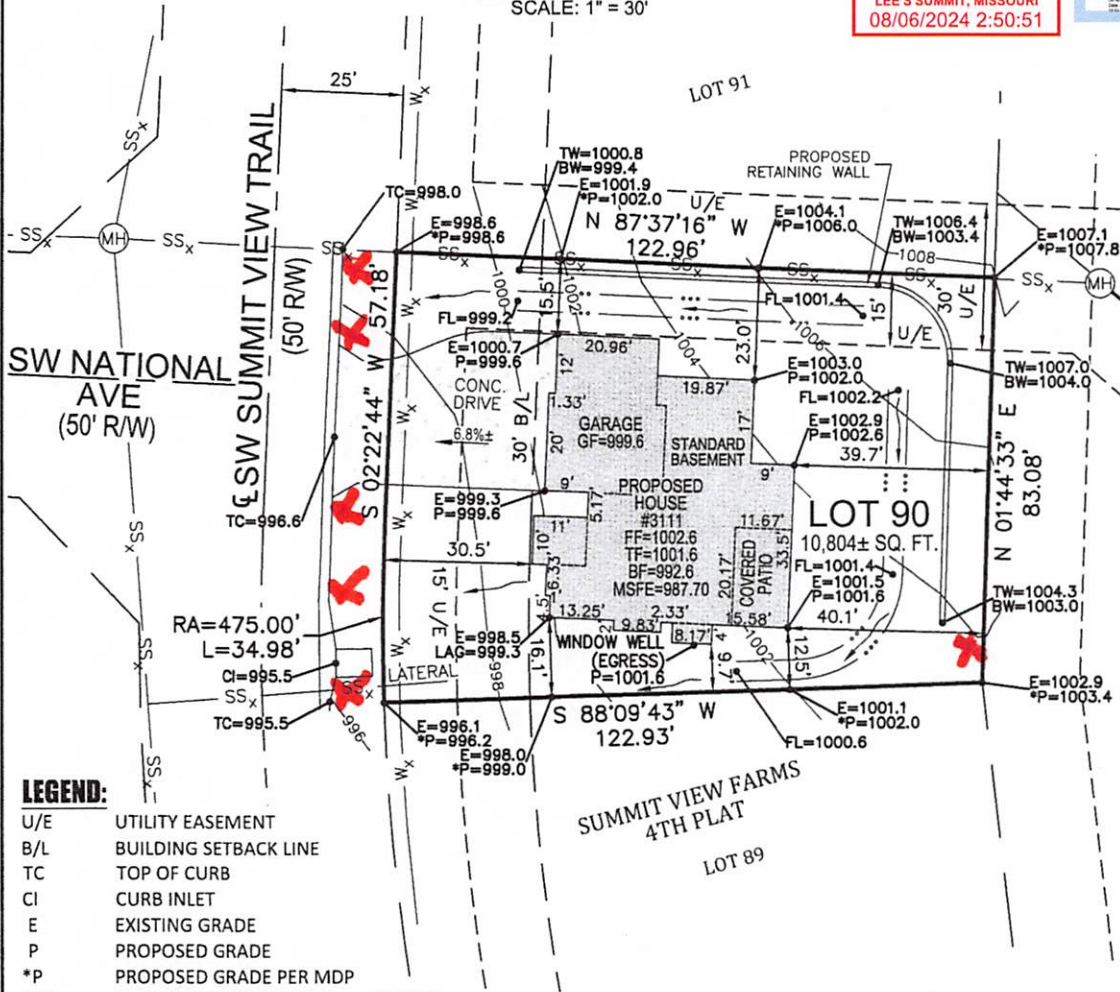 SCALE: 1" = 30'
LEE'S SUMMIT, MISSOURI
08/06/2024 2:50:51
25'
LOT 91
TW=1000.8
BW=999.4
PROPOSED
RETAINING WALL
TC=998.0
E=1001.9
*P=1002.0
U/E
E=998.6
*P=998.6
N 87°37'16" W
122.96'
E=1004.1
*P=1006.0
TW=1006.4
BW=1003.4
1008
E=1007.1
*P=1007.8
SSX
MH
WX
SW SUMMIT VIEW TRAIL
(50' R/W)
SW NATIONAL
AVE
(50' R/W)
S 02°22'44" W 57.18'
1000
1002
15.5'
FL=999.2
FL=1001.4
15'
30'
U/E
U/E
E=1000.7
P=999.6
20.96'
1004
23.0'
1006
E=1003.0
P=1002.0
TW=1007.0
BW=1004.0
CONC.
DRIVE
6.8%±
12'
1.33'
19.87'
FL=1002.2
30' B/L
20'
GARAGE
GF=999.6
STANDARD
BASEMENT
17'
E=1002.9
P=1002.6
39.7'
9'
N 01°44'33" E
83.08'
E=999.3
P=999.6
9'
5.17'
PROPOSED
HOUSE
#3111
FF=1002.6
TF=1001.6
BF=992.6
MSFE=987.70
LOT 90
10,804± SQ. FT.
TC=996.6
11'
10'
11.67'
33.5'
30.5'
COVERED
PATIO
20.17'
FL=1001.4
E=1001.5
P=1001.6
15' U/E
6.33'
4.5'
RA=475.00'
L=34.98'
13.25'
2.33'
9.83'
2'
15.58'
40.1'
TW=1004.3
BW=1003.0
E=998.5
LAG=999.3
WINDOW WELL
(EGRESS)
P=1001.6
8.17'
4'
7.9'
1002
12.5'
16.1'
998
CI=995.5
LATERAL
TC=995.5
996
E=996.1
*P=996.2
E=998.0
*P=999.0
S 88°09'43" W
122.93'
E=1001.1
*P=1002.0
FL=1000.6
E=1002.9
*P=1003.4
SUMMIT VIEW FARMS
4TH PLAT
LOT 89
LEGEND:
U/E UTILITY EASEMENT
B/L BUILDING SETBACK LINE
TC TOP OF CURB
CI CURB INLET
E EXISTING GRADE
P PROPOSED GRADE
*P PROPOSED GRADE PER MDP